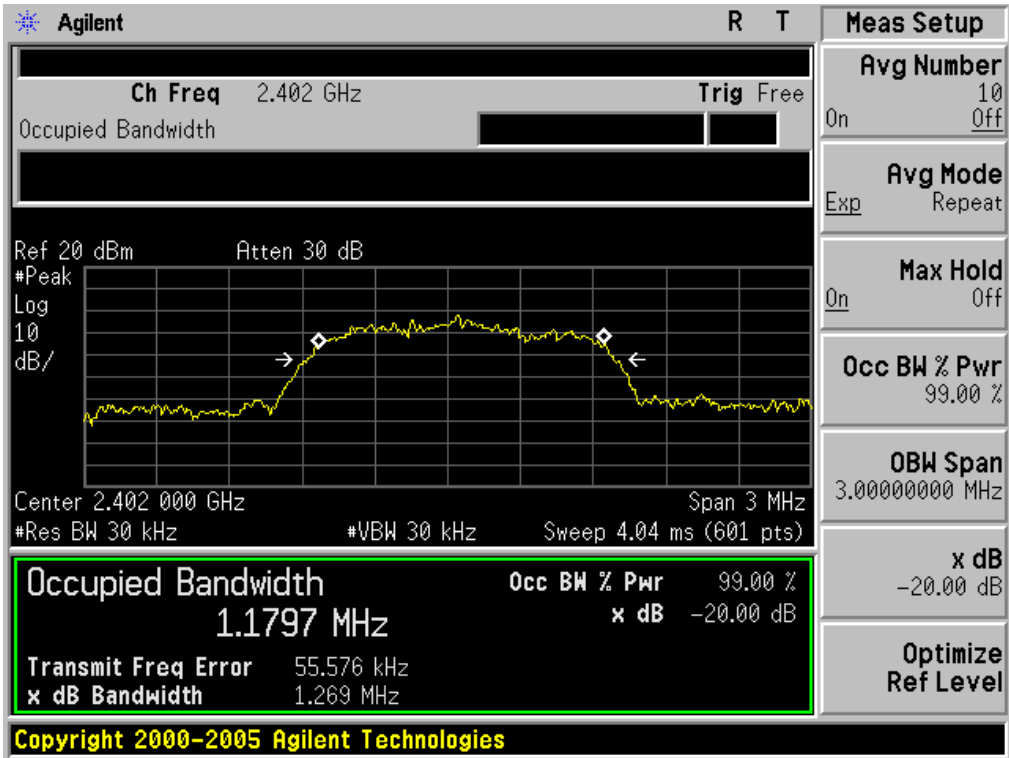 Agilent R T Meas Setup
Ch Freq 2.402 GHz Trig Free
Occupied Bandwidth
Ref 20 dBm Atten 30 dB
#Peak
Log
10
dB/
Center 2.402 000 GHz Span 3 MHz
#Res BW 30 kHz #VBW 30 kHz Sweep 4.04 ms (601 pts)
Occupied Bandwidth Occ BW % Pwr 99.00 %
1.1797 MHz x dB -20.00 dB
Transmit Freq Error 55.576 kHz
x dB Bandwidth 1.269 MHz
Copyright 2000-2005 Agilent Technologies
Avg Number
10
On Off
Avg Mode
Exp Repeat
Max Hold
On Off
Occ BW % Pwr
99.00 %
OBW Span
3.00000000 MHz
x dB
-20.00 dB
Optimize
Ref Level